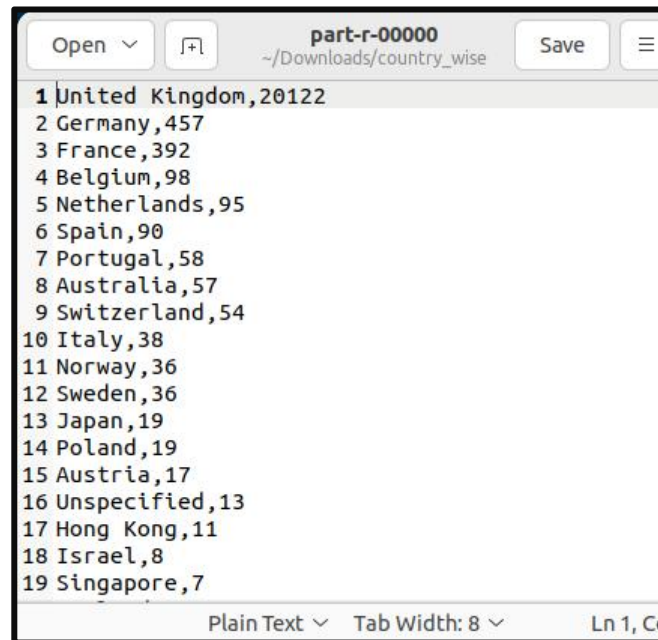 Open
part-r-00000
~/Downloads/country_wise
Save
1 United Kingdom,20122
2 Germany,457
3 France,392
4 Belgium,98
5 Netherlands,95
6 Spain,90
7 Portugal,58
8 Australia,57
9 Switzerland,54
10 Italy,38
11 Norway,36
12 Sweden,36
13 Japan,19
14 Poland,19
15 Austria,17
16 Unspecified,13
17 Hong Kong,11
18 Israel,8
19 Singapore,7
Plain Text Tab Width: 8 Ln 1, C